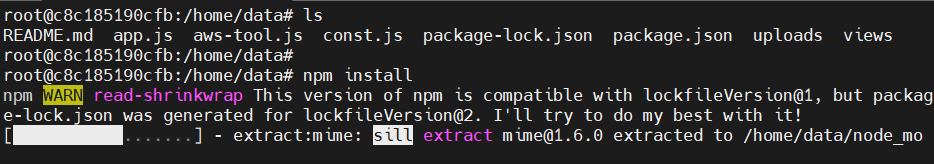 root@c8c185190cfb:/home/data# ls
README.md  app.js  aws-tool.js  const.js  package-lock.json  package.json  uploads  views
root@c8c185190cfb:/home/data#
root@c8c185190cfb:/home/data# npm install
npm WARN read-shrinkwrap This version of npm is compatible with lockfileVersion@1, but packag
e-lock.json was generated for lockfileVersion@2. I'll try to do my best with it!
[          .......] - extract:mime: sill extract mime@1.6.0 extracted to /home/data/node_mo